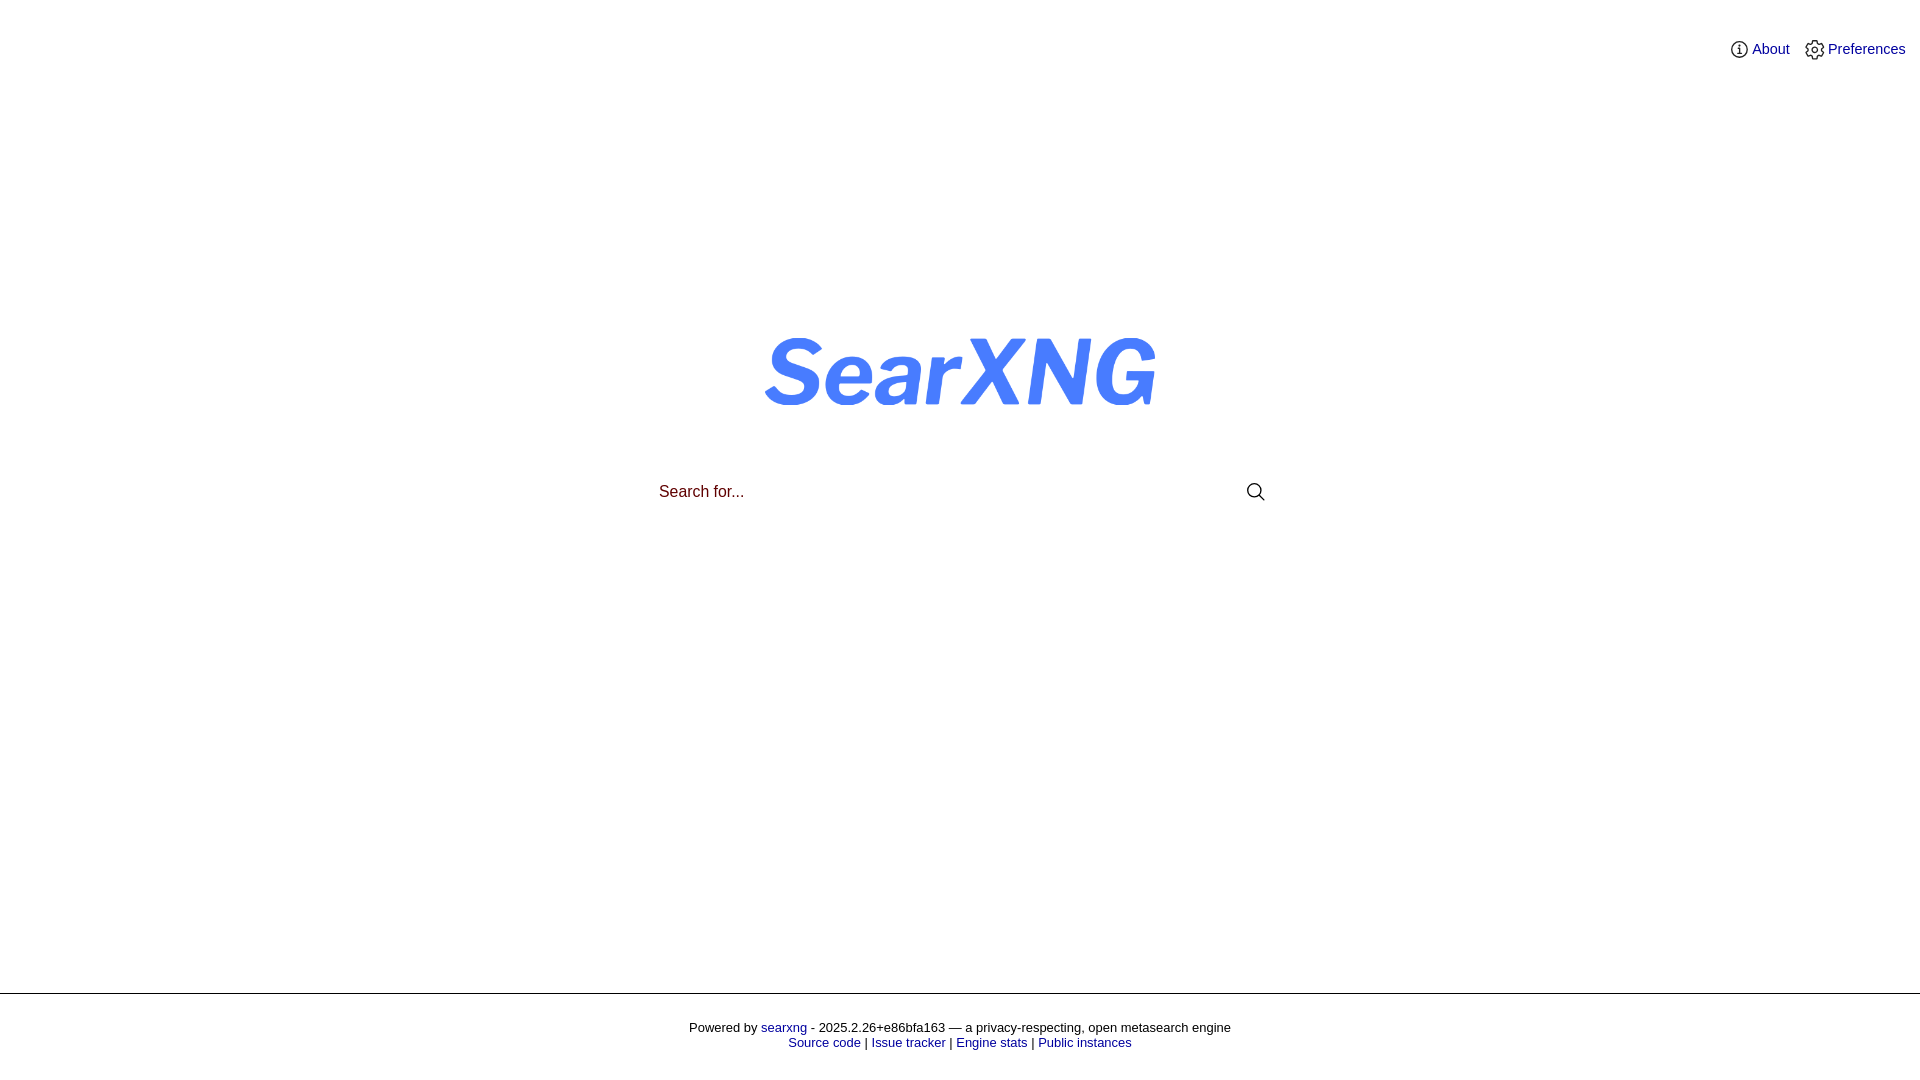 About Preferences
SearXNG
Search for...
Powered by searxng - 2025.2.26+e86bfa163 — a privacy-respecting, open metasearch engine
Source code | Issue tracker | Engine stats | Public instances